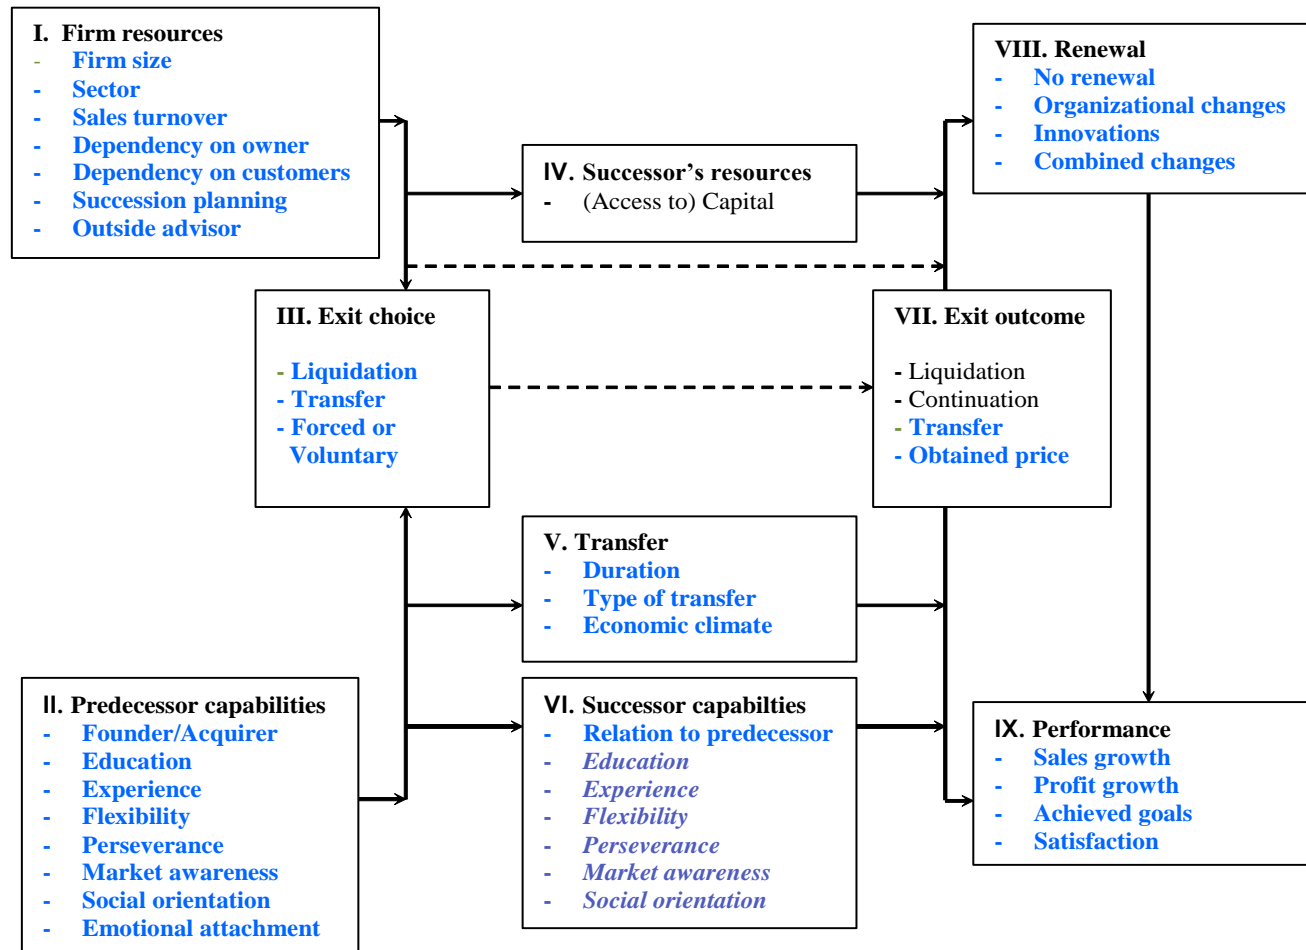 I. Firm resources
- Firm size
- Sector
- Sales turnover
- Dependency on owner
- Dependency on customers
- Succession planning
- Outside advisor
VIII. Renewal
- No renewal
- Organizational changes
- Innovations
- Combined changes
IV. Successor’s resources
- (Access to) Capital
III. Exit choice
- Liquidation
- Transfer
- Forced or
Voluntary
VII. Exit outcome
- Liquidation
- Continuation
- Transfer
- Obtained price
V. Transfer
- Duration
- Type of transfer
- Economic climate
II. Predecessor capabilities
- Founder/Acquirer
- Education
- Experience
- Flexibility
- Perseverance
- Market awareness
- Social orientation
- Emotional attachment
VI. Successor capabilties
- Relation to predecessor
- Education
- Experience
- Flexibility
- Perseverance
- Market awareness
- Social orientation
IX. Performance
- Sales growth
- Profit growth
- Achieved goals
- Satisfaction